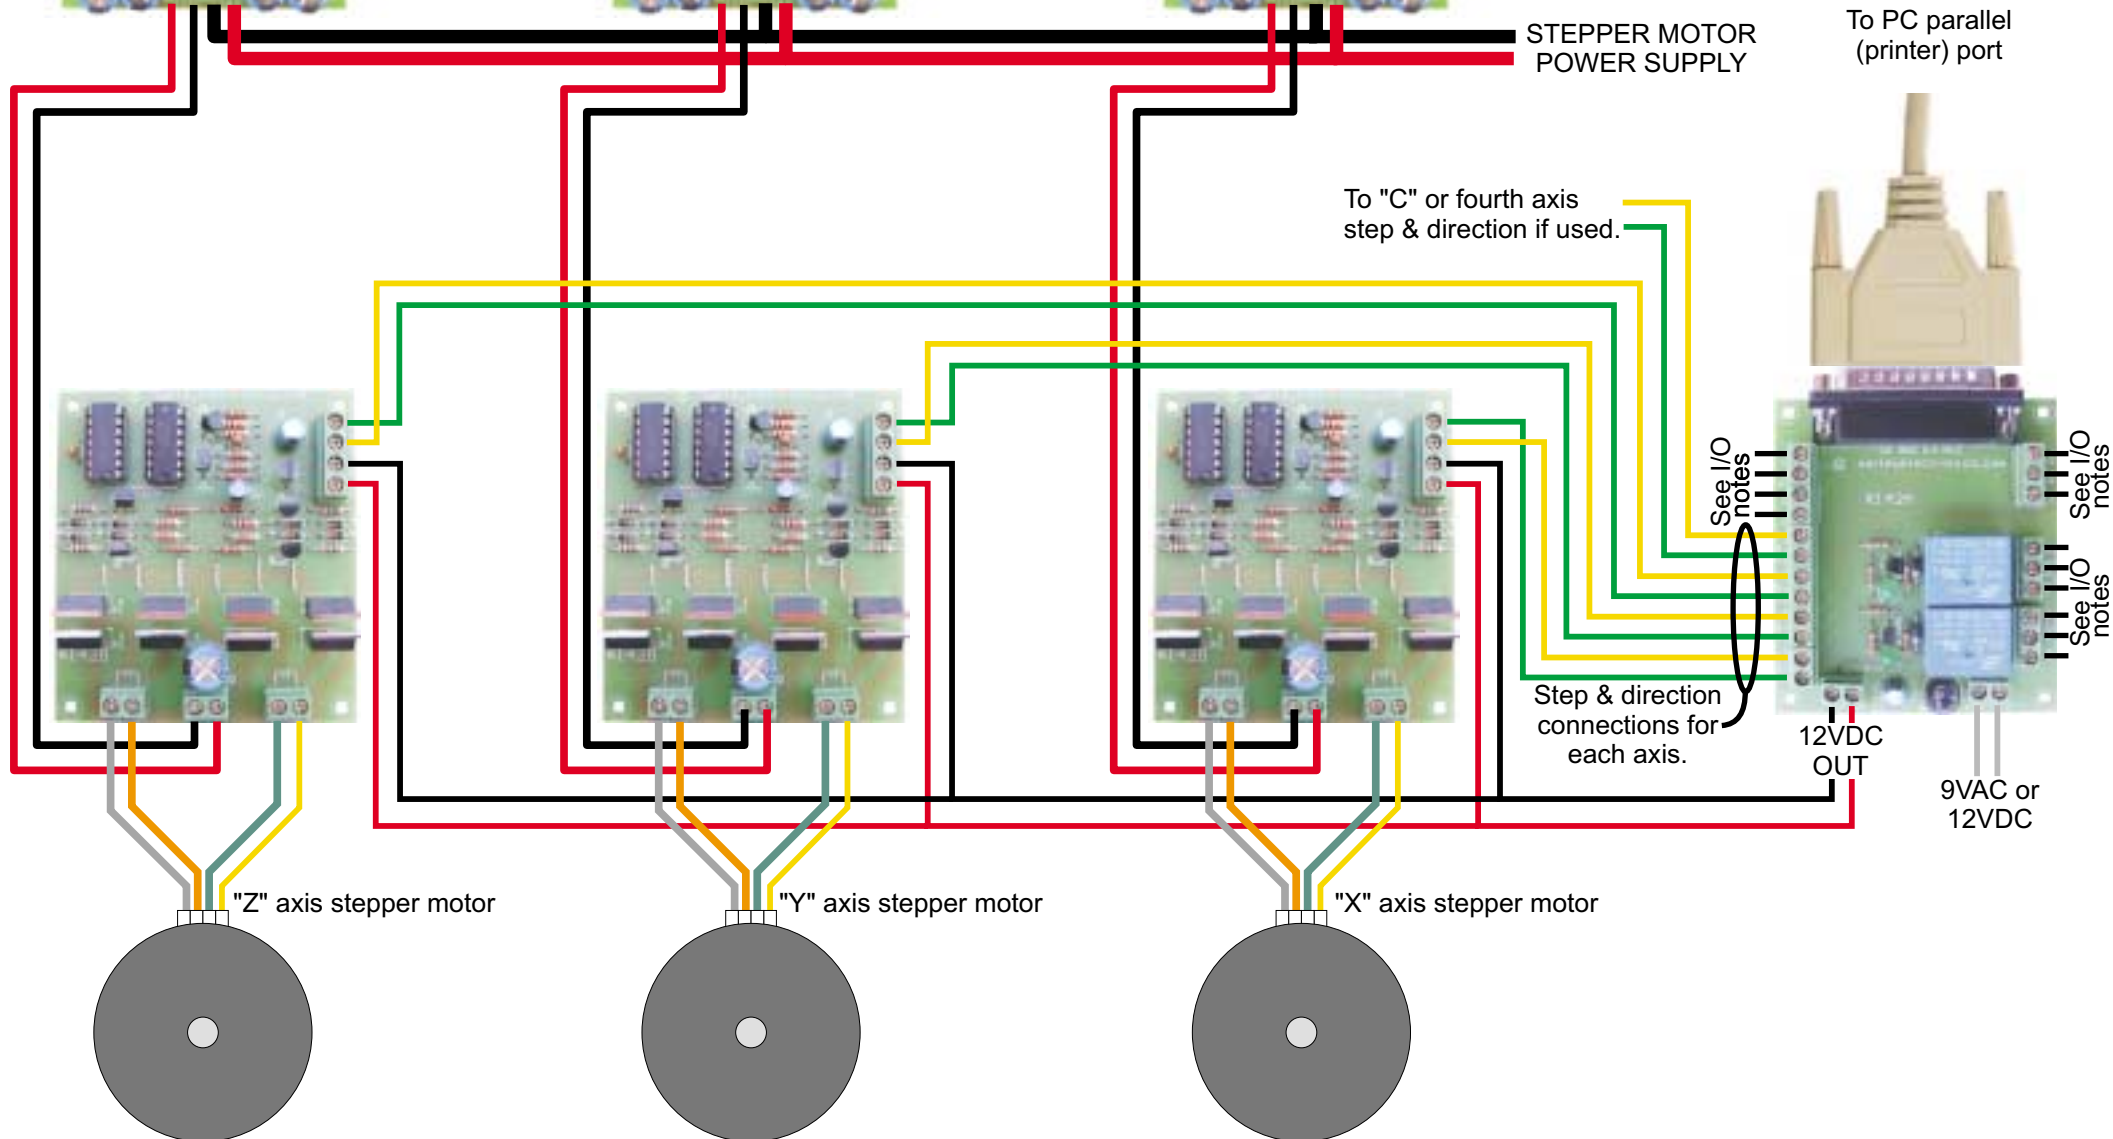 STEPPER MOTOR
POWER SUPPLY
To PC parallel
(printer) port
To "C" or fourth axis
step & direction if used.
See I/O
notes
See I/O
notes
See I/O
notes
Step & direction
connections for
each axis.
12VDC
OUT
9VAC or
12VDC
"Z" axis stepper motor
"Y" axis stepper motor
"X" axis stepper motor